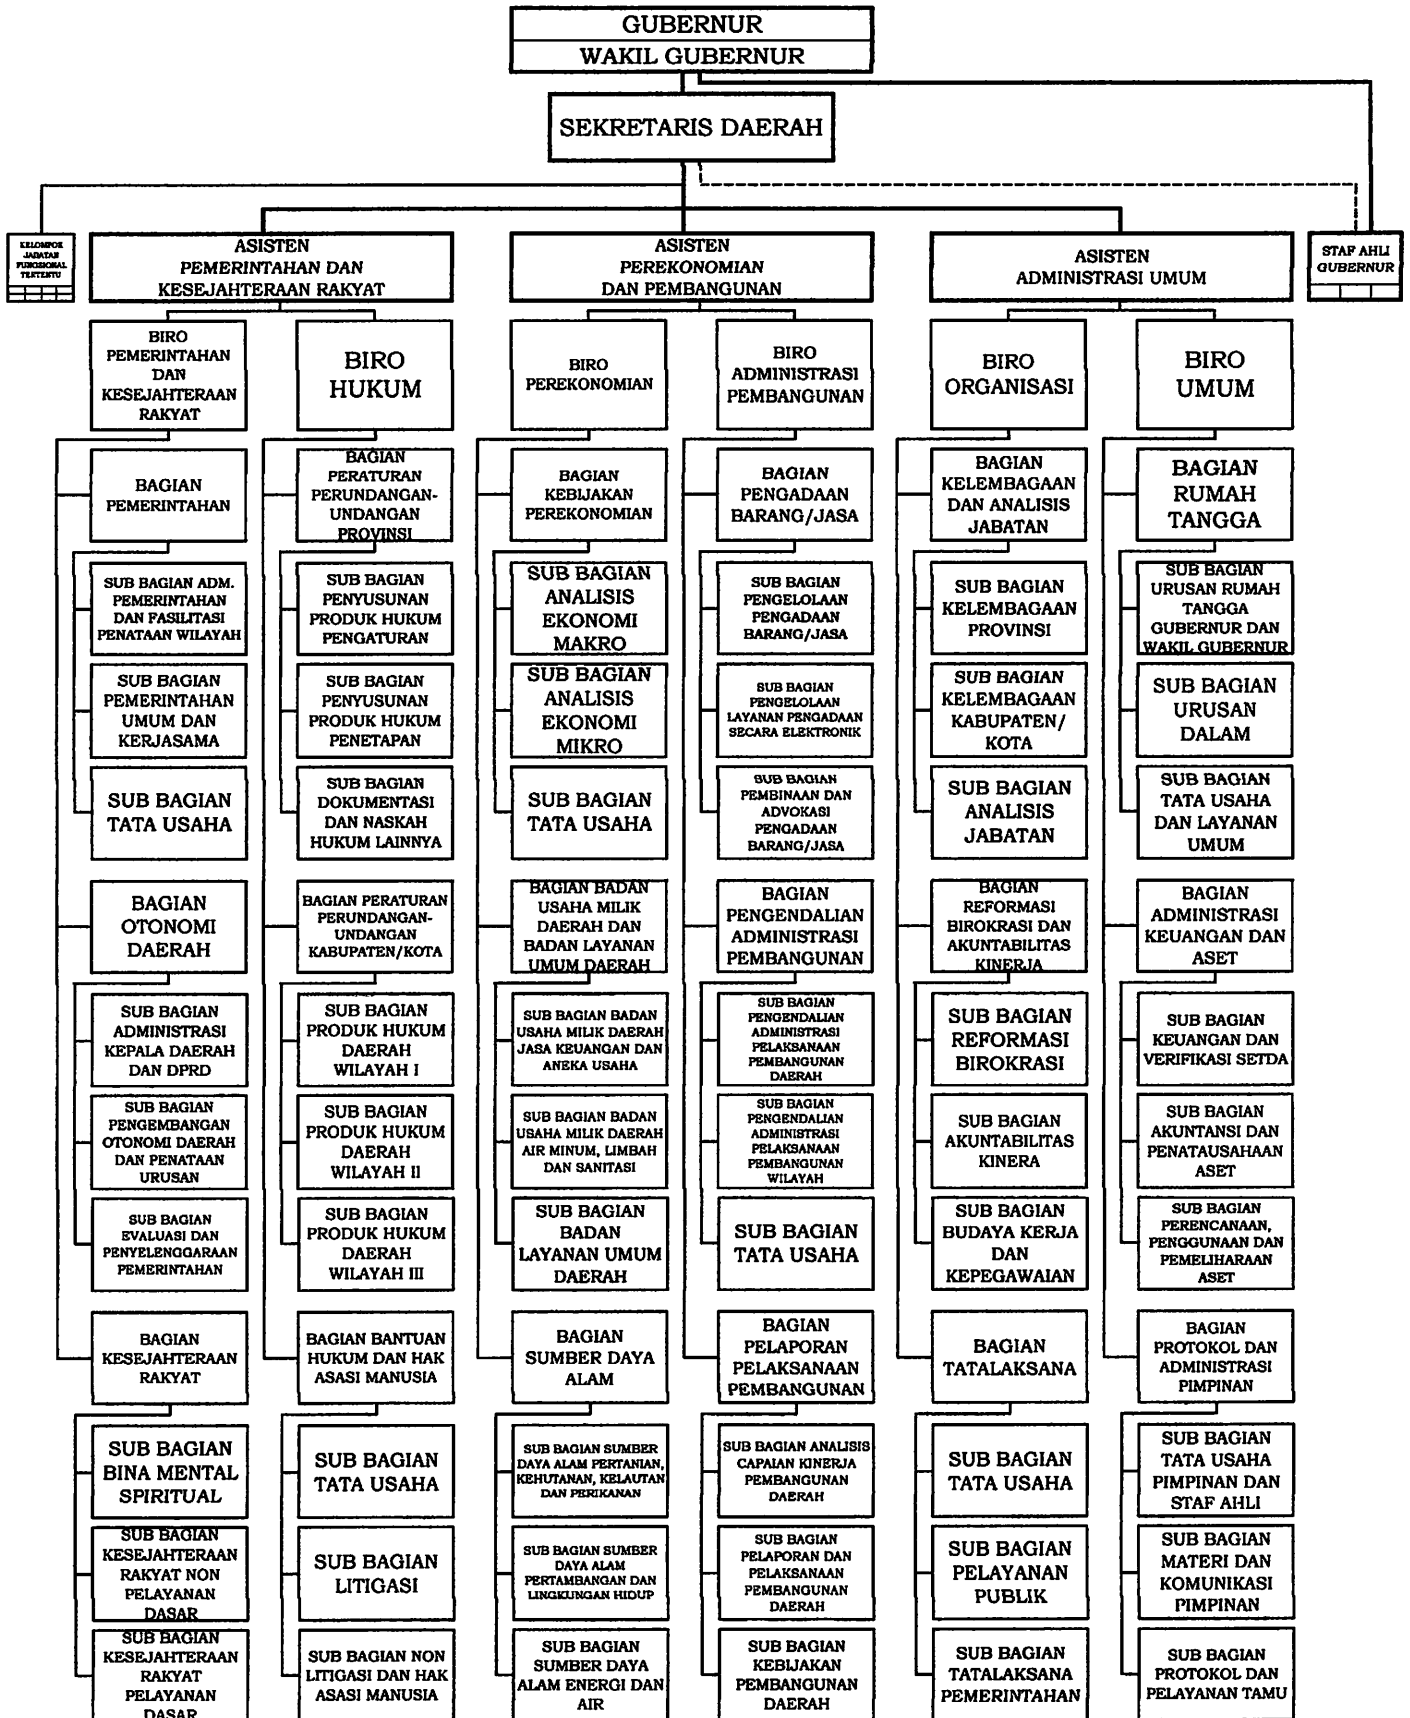 GUBERNUR
WAKIL GUBERNUR
SEKRETARIS DAERAH
KELOMPOK
JABATAN
FUNGSIONAL
TERTENTU
ASISTEN
PEMERINTAHAN DAN
KESEJAHTERAAN RAKYAT
ASISTEN
PEREKONOMIAN
DAN PEMBANGUNAN
ASISTEN
ADMINISTRASI UMUM
STAF AHLI
GUBERNUR
BIRO
PEMERINTAHAN
DAN
KESEJAHTERAAN
RAKYAT
BIRO
HUKUM
BIRO
PEREKONOMIAN
BIRO
ADMINISTRASI
PEMBANGUNAN
BIRO
ORGANISASI
BIRO
UMUM
BAGIAN
PEMERINTAHAN
BAGIAN
PERATURAN
PERUNDANGAN-
UNDANGAN
PROVINSI
BAGIAN
KEBIJAKAN
PEREKONOMIAN
BAGIAN
PENGADAAN
BARANG/JASA
BAGIAN
KELEMBAGAAN
DAN ANALISIS
JABATAN
BAGIAN
RUMAH
TANGGA
SUB BAGIAN ADM.
PEMERINTAHAN
DAN FASILITASI
PENATAAN WILAYAH
SUB BAGIAN
PENYUSUNAN
PRODUK HUKUM
PENGATURAN
SUB BAGIAN
ANALISIS
EKONOMI
MAKRO
SUB BAGIAN
PENGELOLAAN
PENGADAAN
BARANG/JASA
SUB BAGIAN
KELEMBAGAAN
PROVINSI
SUB BAGIAN
URUSAN RUMAH
TANGGA
GUBERNUR DAN
WAKIL GUBERNUR
SUB BAGIAN
PEMERINTAHAN
UMUM DAN
KERJASAMA
SUB BAGIAN
PENYUSUNAN
PRODUK HUKUM
PENETAPAN
SUB BAGIAN
ANALISIS
EKONOMI
MIKRO
SUB BAGIAN
PENGELOLAAN
LAYANAN PENGADAAN
SECARA ELEKTRONIK
SUB BAGIAN
KELEMBAGAAN
KABUPATEN/
KOTA
SUB BAGIAN
URUSAN
DALAM
SUB BAGIAN
TATA USAHA
SUB BAGIAN
DOKUMENTASI
DAN NASKAH
HUKUM LAINNYA
SUB BAGIAN
TATA USAHA
SUB BAGIAN
PEMBINAAN DAN
ADVOKASI
PENGADAAN
BARANG/JASA
SUB BAGIAN
ANALISIS
JABATAN
SUB BAGIAN
TATA USAHA
DAN LAYANAN
UMUM
BAGIAN
OTONOMI
DAERAH
BAGIAN PERATURAN
PERUNDANGAN-
UNDANGAN
KABUPATEN/KOTA
BAGIAN BADAN
USAHA MILIK
DAERAH DAN
BADAN LAYANAN
UMUM DAERAH
BAGIAN
PENGENDALIAN
ADMINISTRASI
PEMBANGUNAN
BAGIAN
REFORMASI
BIROKRASI DAN
AKUNTABILITAS
KINERJA
BAGIAN
ADMINISTRASI
KEUANGAN DAN
ASET
SUB BAGIAN
ADMINISTRASI
KEPALA DAERAH
DAN DPRD
SUB BAGIAN
PRODUK HUKUM
DAERAH
WILAYAH I
SUB BAGIAN BADAN
USAHA MILIK DAERAH
JASA KEUANGAN DAN
ANEKA USAHA
SUB BAGIAN
PENGENDALIAN
ADMINISTRASI
PELAKSANAAN
PEMBANGUNAN
DAERAH
SUB BAGIAN
REFORMASI
BIROKRASI
SUB BAGIAN
KEUANGAN DAN
VERIFIKASI SETDA
SUB BAGIAN
PENGEMBANGAN
OTONOMI DAERAH
DAN PENATAAN
URUSAN
SUB BAGIAN
PRODUK HUKUM
DAERAH
WILAYAH II
SUB BAGIAN BADAN
USAHA MILIK DAERAH
AIR MINUM, LIMBAH
DAN SANITASI
SUB BAGIAN
PENGENDALIAN
ADMINISTRASI
PELAKSANAAN
PEMBANGUNAN
WILAYAH
SUB BAGIAN
AKUNTABILITAS
KINERA
SUB BAGIAN
AKUNTANSI DAN
PENATAUSAHAAN
ASET
SUB BAGIAN
EVALUASI DAN
PENYELENGGARAAN
PEMERINTAHAN
SUB BAGIAN
PRODUK HUKUM
DAERAH
WILAYAH III
SUB BAGIAN
BADAN
LAYANAN UMUM
DAERAH
SUB BAGIAN
TATA USAHA
SUB BAGIAN
BUDAYA KERJA
DAN
KEPEGAWAIAN
SUB BAGIAN
PERENCANAAN,
PENGGUNAAN DAN
PEMELIHARAAN
ASET
BAGIAN
KESEJAHTERAAN
RAKYAT
BAGIAN BANTUAN
HUKUM DAN HAK
ASASI MANUSIA
BAGIAN
SUMBER DAYA
ALAM
BAGIAN
PELAPORAN
PELAKSANAAN
PEMBANGUNAN
BAGIAN
TATALAKSANA
BAGIAN
PROTOKOL DAN
ADMINISTRASI
PIMPINAN
SUB BAGIAN
BINA MENTAL
SPIRITUAL
SUB BAGIAN
TATA USAHA
SUB BAGIAN SUMBER
DAYA ALAM PERTANIAN,
KEHUTANAN, KELAUTAN
DAN PERIKANAN
SUB BAGIAN ANALISIS
CAPAIAN KINERJA
PEMBANGUNAN
DAERAH
SUB BAGIAN
TATA USAHA
SUB BAGIAN
TATA USAHA
PIMPINAN DAN
STAF AHLI
SUB BAGIAN
KESEJAHTERAAN
RAKYAT NON
PELAYANAN
DASAR
SUB BAGIAN
LITIGASI
SUB BAGIAN SUMBER
DAYA ALAM
PERTAMBANGAN DAN
LINGKUNGAN HIDUP
SUB BAGIAN
PELAPORAN DAN
PELAKSANAAN
PEMBANGUNAN
DAERAH
SUB BAGIAN
PELAYANAN
PUBLIK
SUB BAGIAN
MATERI DAN
KOMUNIKASI
PIMPINAN
SUB BAGIAN
KESEJAHTERAAN
RAKYAT
PELAYANAN
DASAR
SUB BAGIAN NON
LITIGASI DAN HAK
ASASI MANUSIA
SUB BAGIAN
SUMBER DAYA
ALAM ENERGI DAN
AIR
SUB BAGIAN
KEBIJAKAN
PEMBANGUNAN
DAERAH
SUB BAGIAN
TATALAKSANA
PEMERINTAHAN
SUB BAGIAN
PROTOKOL DAN
PELAYANAN TAMU